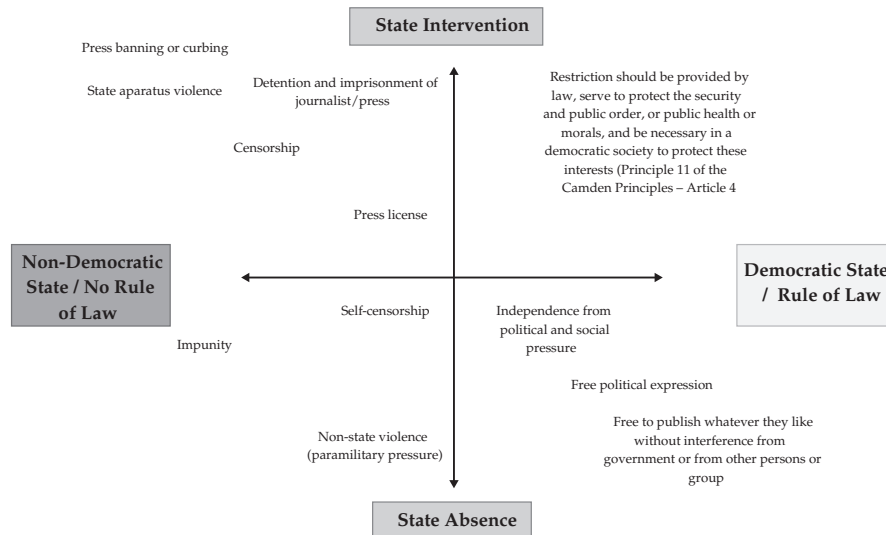 State Intervention
Press banning or curbing
State aparatus violence
Detention and imprisonment of
journalist/press
Censorship
Press license
Restriction should be provided by
law, serve to protect the security
and public order, or public health or
morals, and be necessary in a
democratic society to protect these
interests (Principle 11 of the
Camden Principles – Article 4
Non-Democratic
State / No Rule
of Law
Democratic State
/ Rule of Law
Self-censorship
Impunity
Non-state violence
(paramilitary pressure)
Independence from
political and social
pressure
Free political expression
Free to publish whatever they like
without interference from
government or from other persons or
group
State Absence